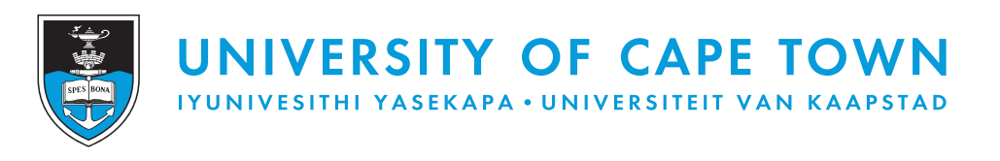 SPES BONA
UNIVERSITY OF CAPE TOWN
IYUNIVESITHI YASEKAPA • UNIVERSITEIT VAN KAAPSTAD